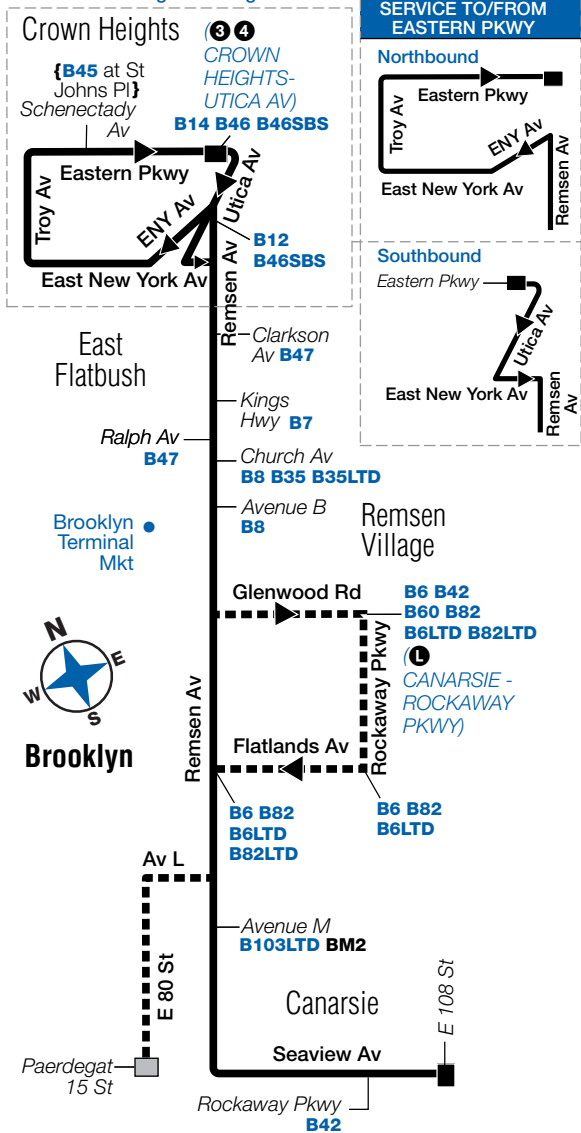 Crown Heights
(3 4
CROWN
HEIGHTS-
UTICA AV)
{B45 at St
Johns Pl}
Schenectady
Av
B14 B46 B46SBS
Eastern Pkwy
Troy Av
ENY Av
Utica Av
East New York Av
Remsen Av
B12
B46SBS
SERVICE TO/FROM
EASTERN PKWY
Northbound
Eastern Pkwy
Troy Av
ENY Av
East New York Av
Remsen Av
Southbound
Eastern Pkwy
Utica Av
East New York Av
Remsen
Av
East
Flatbush
Clarkson
Av B47
Kings
Hwy B7
Ralph Av
B47
Church Av
B8 B35 B35LTD
Avenue B
B8
Brooklyn
Terminal
Mkt
Remsen
Village
Glenwood Rd
B6 B42
B60 B82
B6LTD B82LTD
(L
CANARSIE -
ROCKAWAY
PKWY)
Rockaway Pkwy
N
E
W
S
Brooklyn
Remsen Av
Flatlands Av
B6 B82
B6LTD
B82LTD
B6 B82
B6LTD
Av L
E 80 St
Avenue M
B103LTD BM2
Canarsie
E 108 St
Paerdegat
15 St
Seaview Av
Rockaway Pkwy
B42